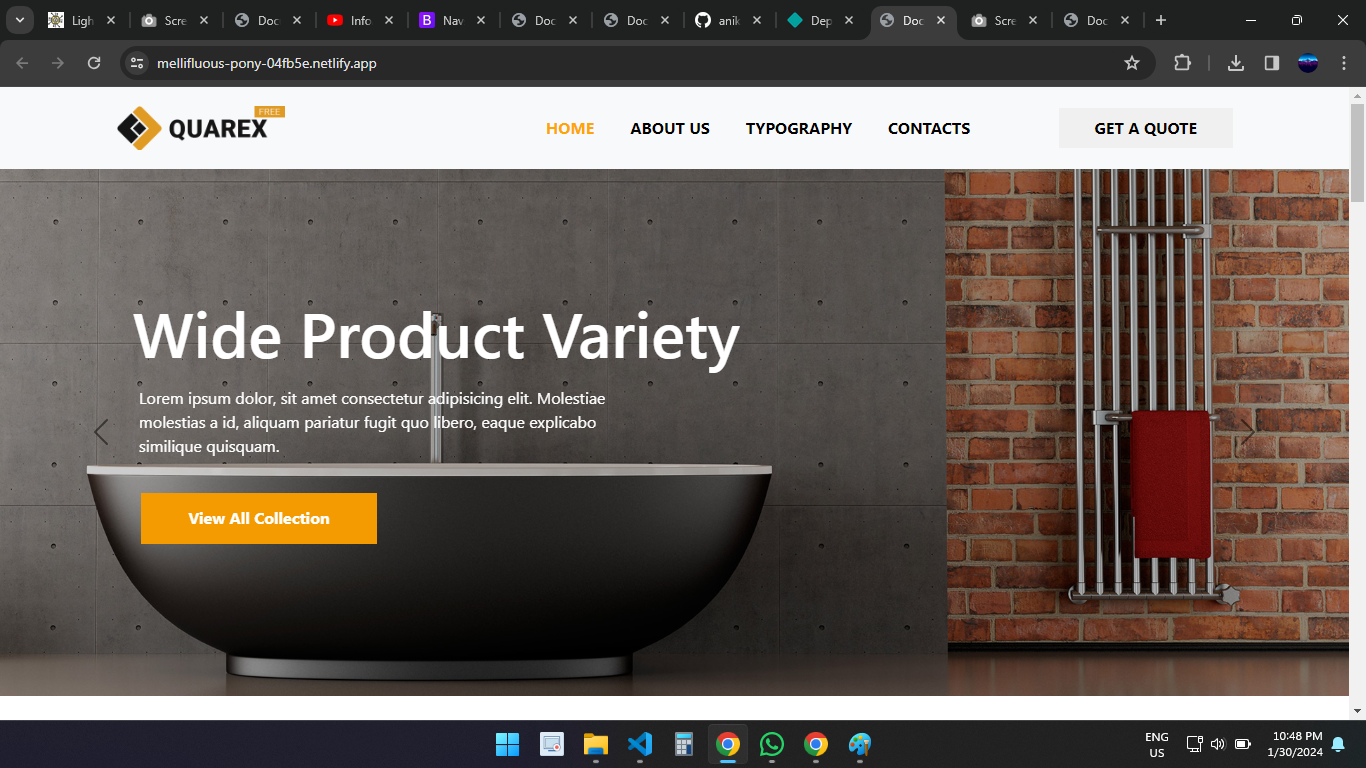 Ligh
Scre
Doc
Info
Nav
Doc
Doc
anik
Dep
Doc
Scre
Doc
mellifluous-pony-04fb5e.netlify.app
QUAREX FREE
HOME ABOUT US TYPOGRAPHY CONTACTS GET A QUOTE
Wide Product Variety
Lorem ipsum dolor, sit amet consectetur adipisicing elit. Molestiae
molestias a id, aliquam pariatur fugit quo libero, eaque explicabo
similique quisquam.
View All Collection
ENG
US
10:48 PM
1/30/2024